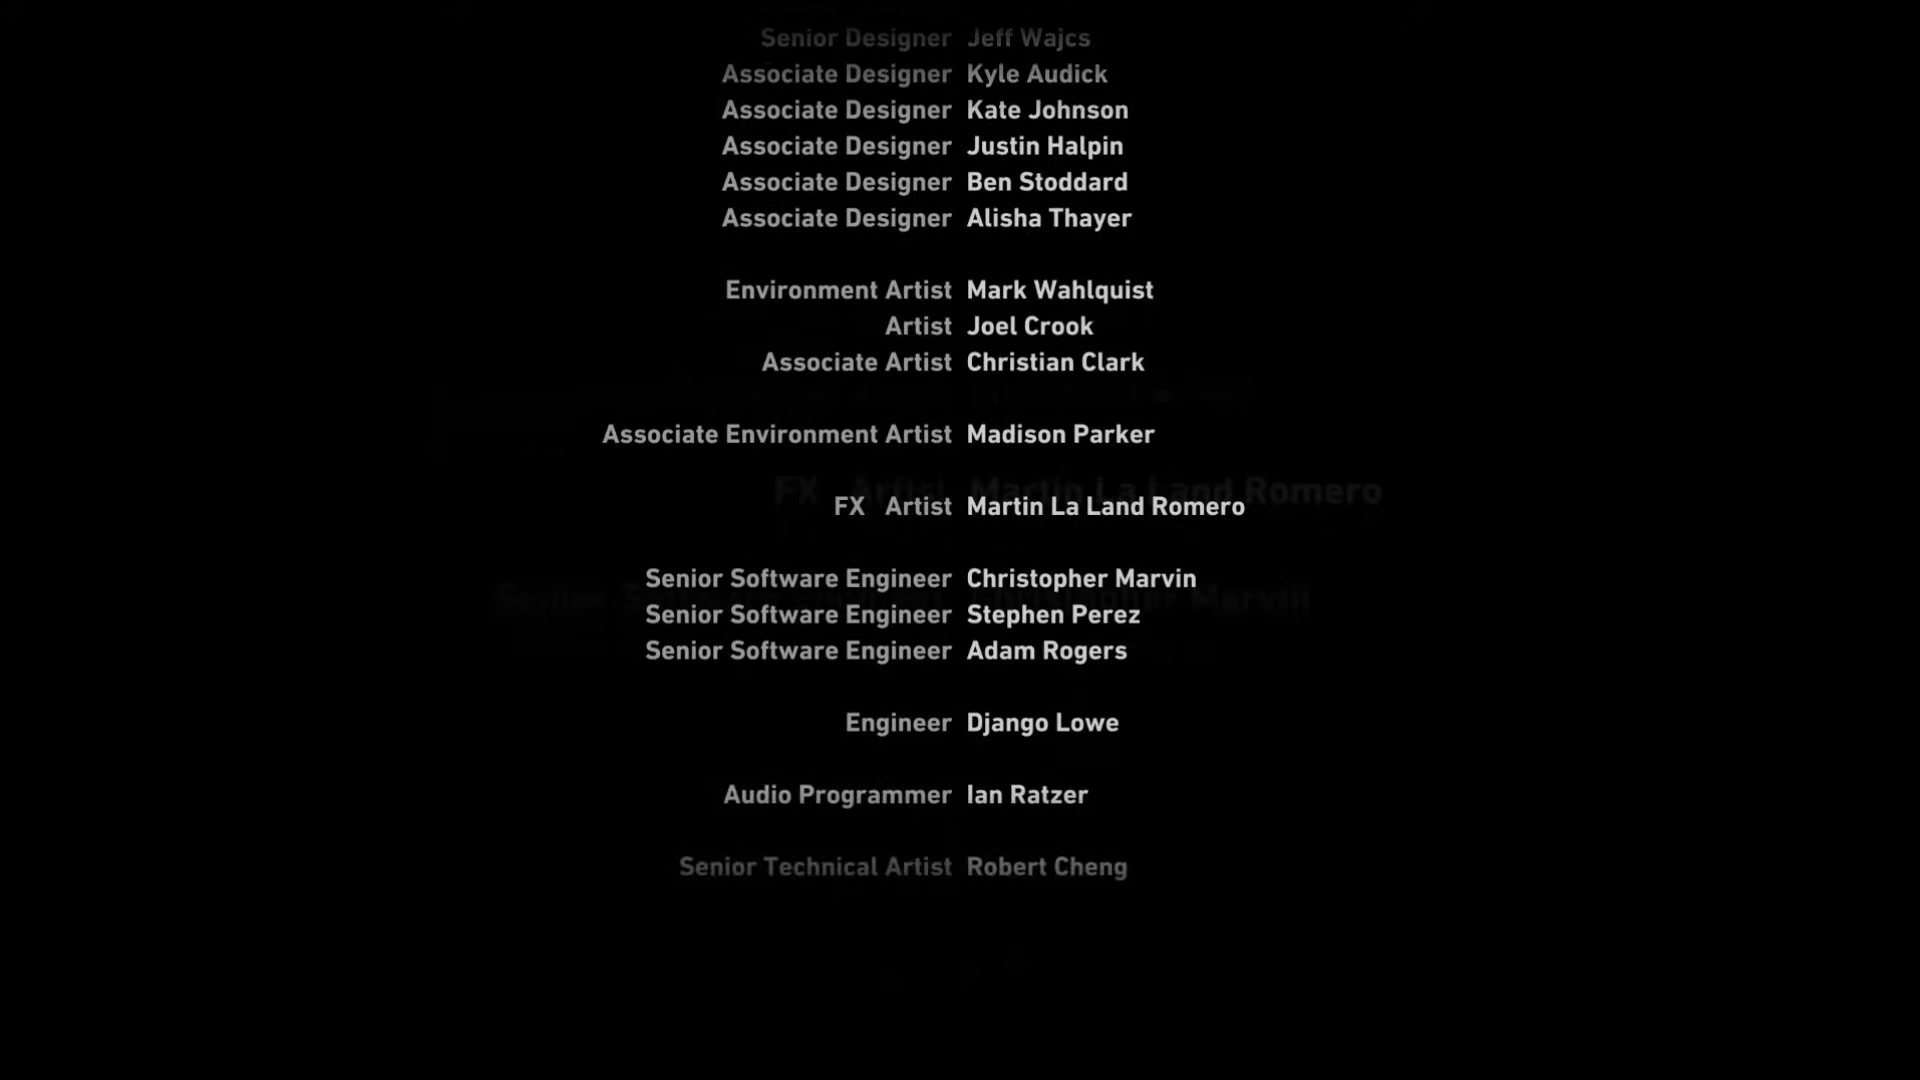 Senior Designer Jeff Wajcs
Associate Designer Kyle Audick
Associate Designer Kate Johnson
Associate Designer Justin Halpin
Associate Designer Ben Stoddard
Associate Designer Alisha Thayer
Environment Artist Mark Wahlquist
Artist Joel Crook
Associate Artist Christian Clark
Associate Environment Artist Madison Parker
FX Artist Martin La Land Romero
Senior Software Engineer Christopher Marvin
Senior Software Engineer Stephen Perez
Senior Software Engineer Adam Rogers
Engineer Django Lowe
Audio Programmer Ian Ratzer
Senior Technical Artist Robert Cheng